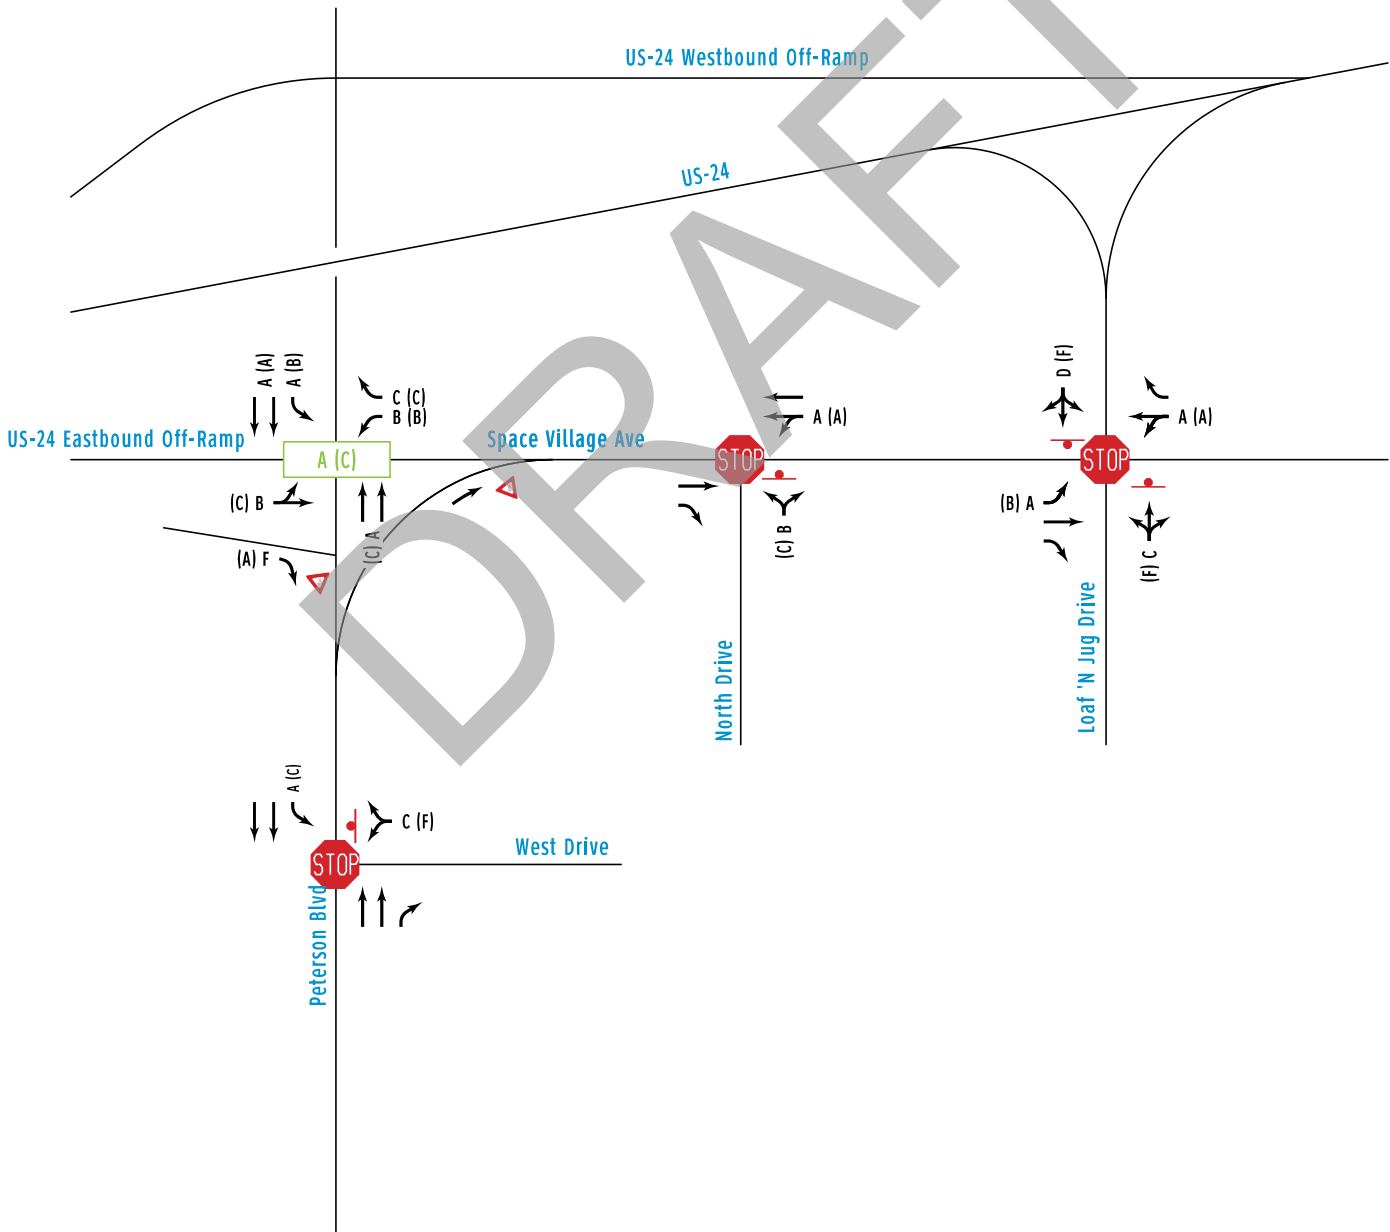 US-24 Westbound Off-Ramp
US-24
DRAFT
A (A)
A (B)
C (C)
B (B)
US-24 Eastbound Off-Ramp
A (C)
Space Village Ave
(C) B
(C) A
(A) F
STOP
A (A)
(C) B
North Drive
D (F)
A (A)
STOP
(B) A
(F) C
Loaf 'N Jug Drive
A (C)
C (F)
STOP
West Drive
Peterson Blvd